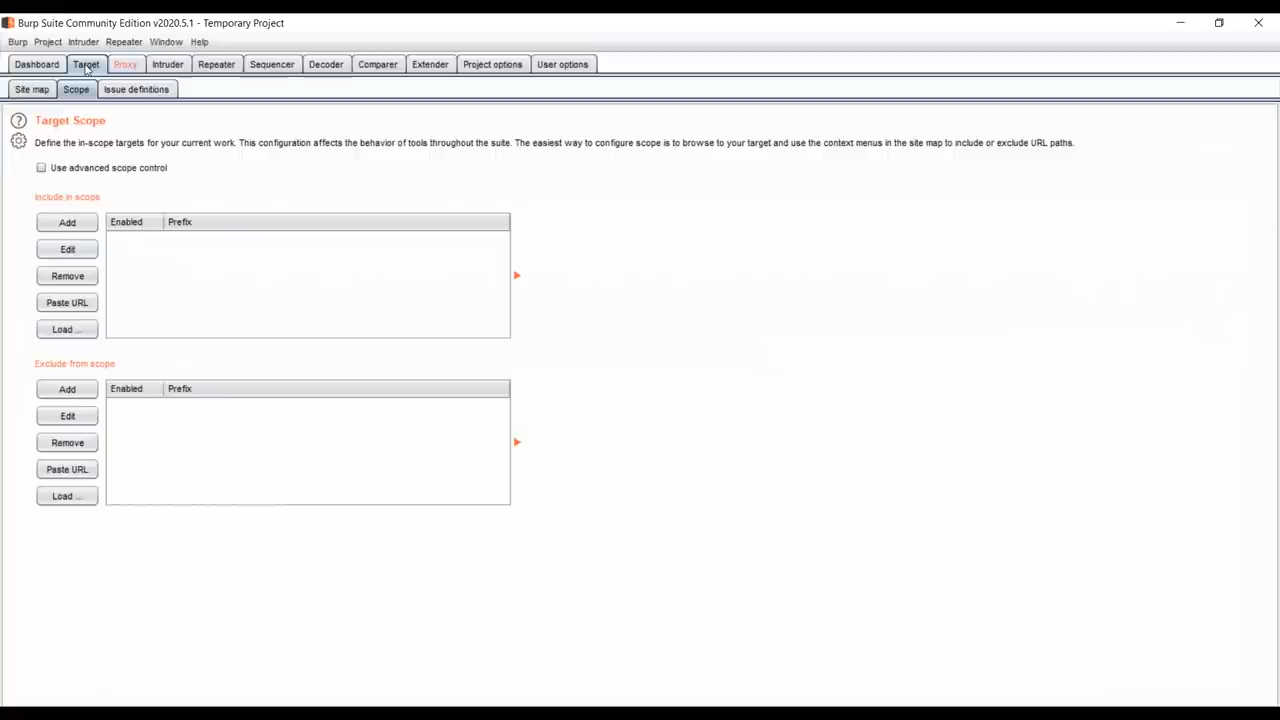 Burp Suite Community Edition v2020.5.1 - Temporary Project
Burp Project Intruder Repeater Window Help
Dashboard Target Proxy Intruder Repeater Sequencer Decoder Comparer Extender Project options User options
Site map Scope Issue definitions
? Target Scope
Define the in-scope targets for your current work. This configuration affects the behavior of tools throughout the suite. The easiest way to configure scope is to browse to your target and use the context menus in the site map to include or exclude URL paths.
Use advanced scope control
Include in scope
Add Enabled Prefix
Edit
Remove
Paste URL
Load ...
Exclude from scope
Add Enabled Prefix
Edit
Remove
Paste URL
Load ...